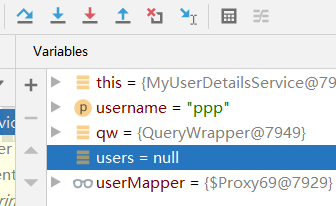 Variables
this = {MyUserDetailsService@79
username = "ppp"
qw = {QueryWrapper@7949}
users = null
userMapper = {$Proxy69@7929}